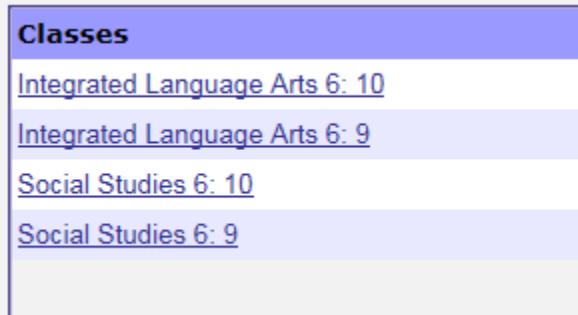 Classes
Integrated Language Arts 6: 10
Integrated Language Arts 6: 9
Social Studies 6: 10
Social Studies 6: 9